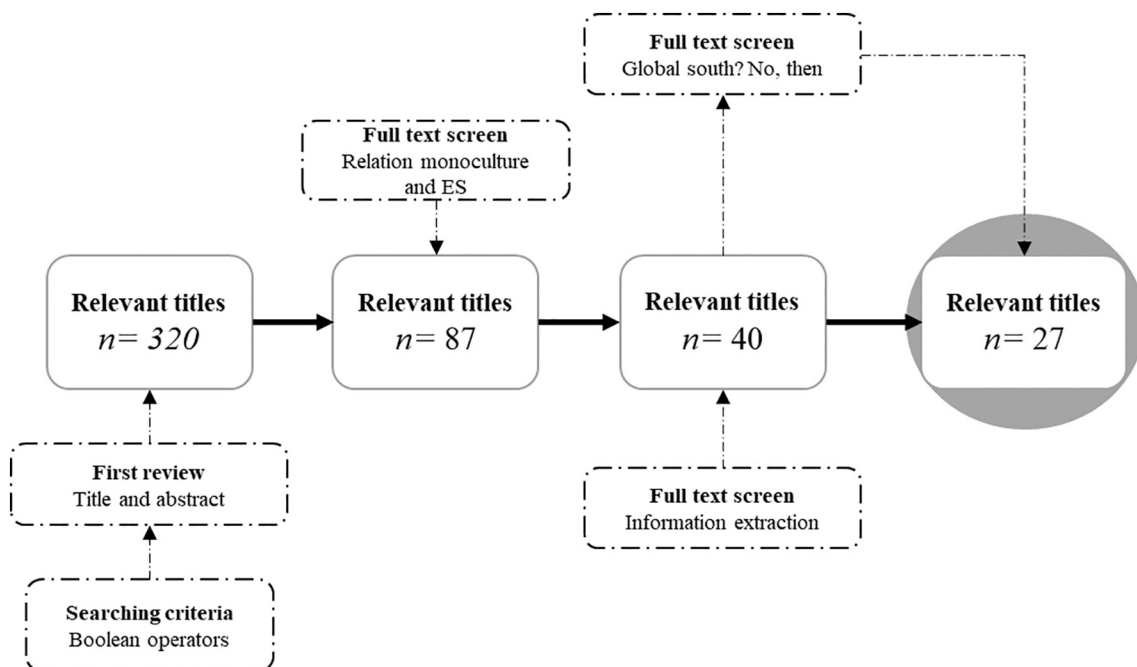 Full text screen
Global south? No, then
Full text screen
Relation monoculture
and ES
Relevant titles
n= 320
Relevant titles
n= 87
Relevant titles
n= 40
Relevant titles
n= 27
First review
Title and abstract
Full text screen
Information extraction
Searching criteria
Boolean operators